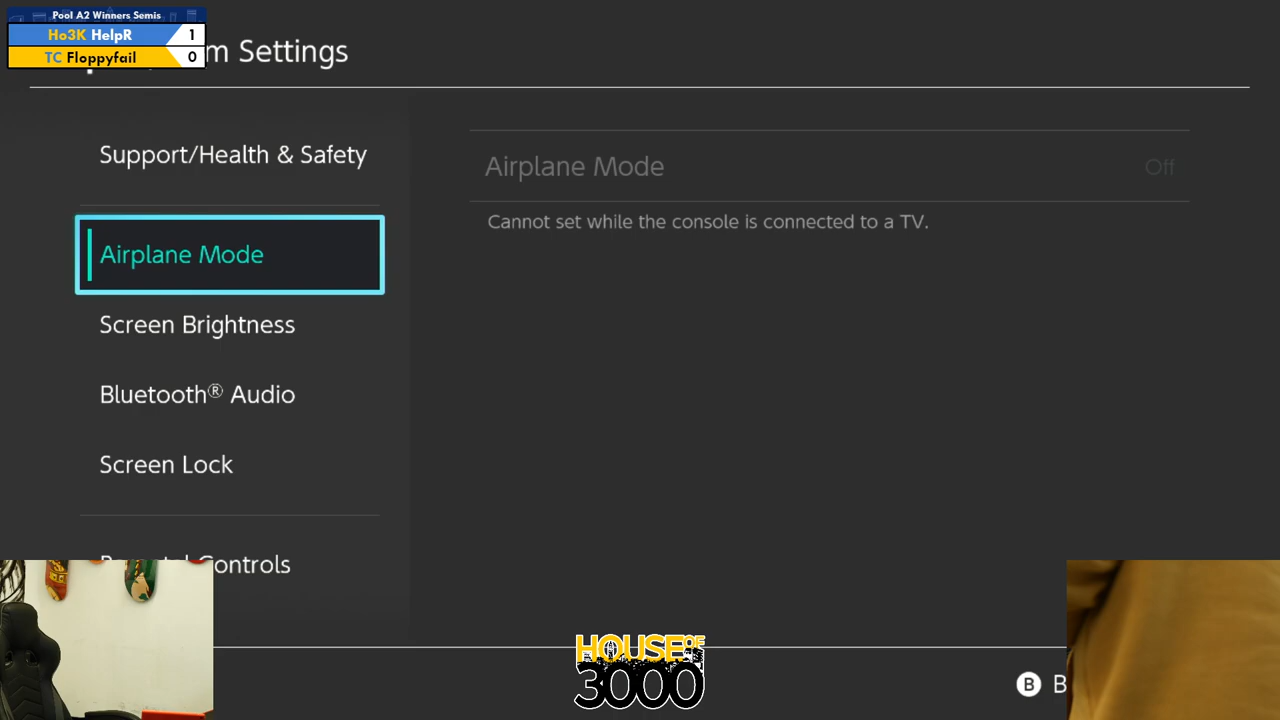 Pool A2 Winners Semis
Ho3K HelpR 1
TC Floppyfail 0
m Settings
Support/Health & Safety
Airplane Mode
Screen Brightness
Bluetooth® Audio
Screen Lock
Controls
Airplane Mode Off
Cannot set while the console is connected to a TV.
HOUSE OF
3000
B B